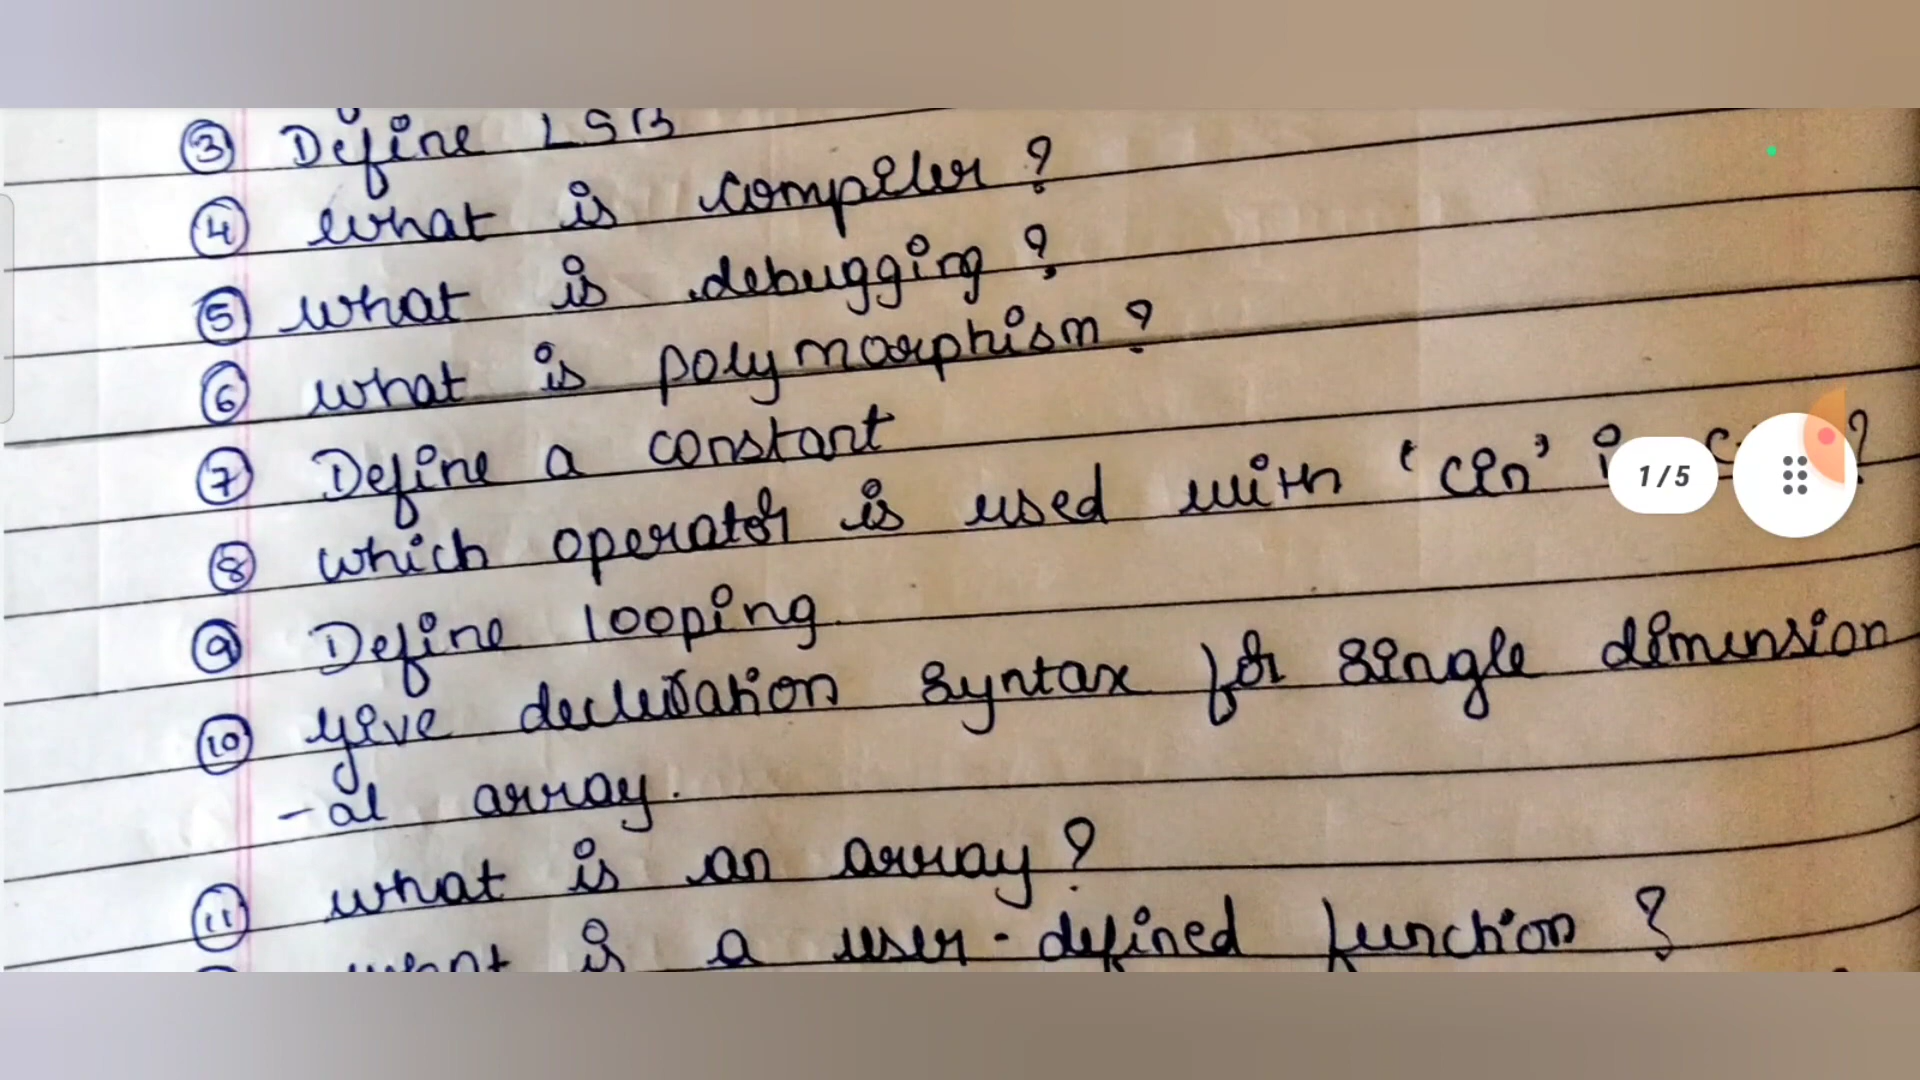 ③ Define LSB
④ what is compiler ?
⑤ what is debugging ?
⑥ what is polymorphism ?
⑦ Define a constant
⑧ which operator is used with 'cin' ?
1/5
⑨ Define looping
⑩ give declaration syntax for single dimension
-al array.
⑪ what is an array ?
what is a user-defined function ?